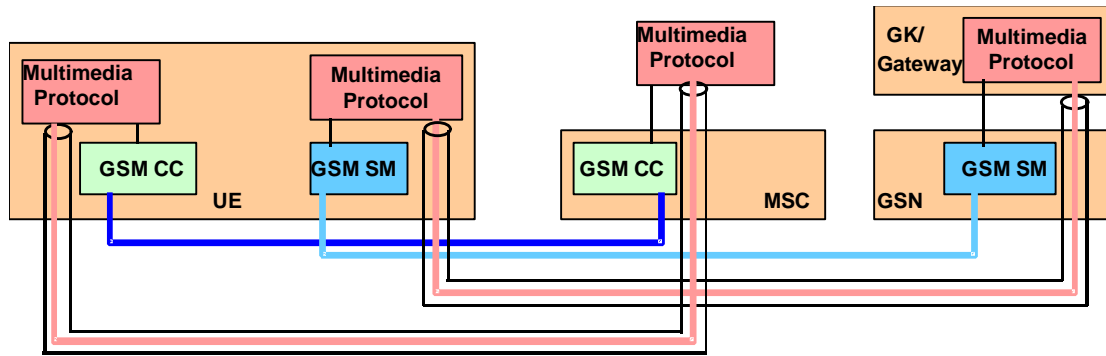 Multimedia
Protocol
GSM CC
Multimedia
Protocol
GSM SM
UE
Multimedia
Protocol
GSM CC
MSC
GK/
Gateway
Multimedia
Protocol
GSM SM
GSN